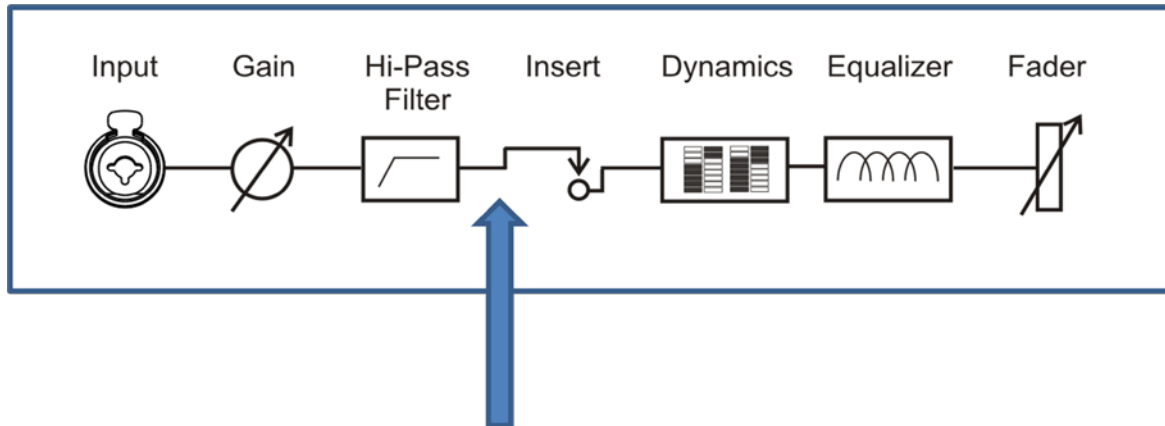 Input
Gain
Hi-Pass
Filter
Insert
Dynamics
Equalizer
Fader